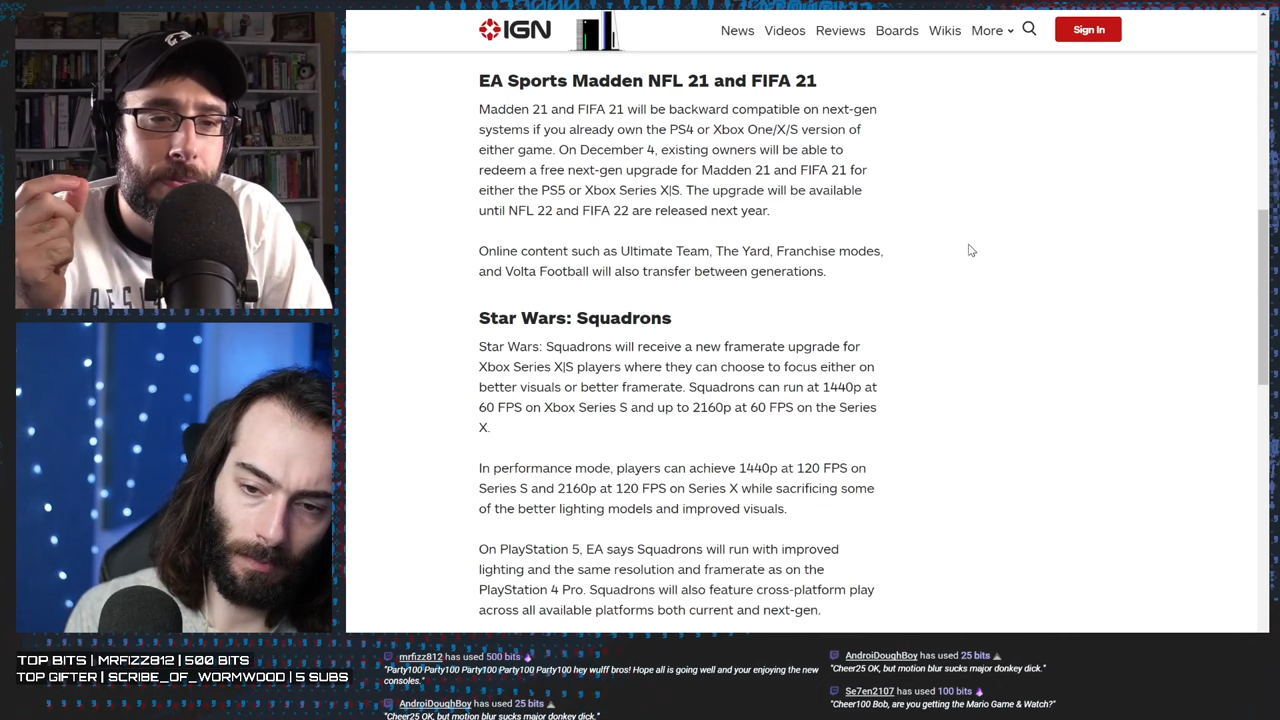 IGN
News Videos Reviews Boards Wikis More
Sign In
EA Sports Madden NFL 21 and FIFA 21
Madden 21 and FIFA 21 will be backward compatible on next-gen
systems if you already own the PS4 or Xbox One/X/S version of
either game. On December 4, existing owners will be able to
redeem a free next-gen upgrade for Madden 21 and FIFA 21 for
either the PS5 or Xbox Series X|S. The upgrade will be available
until NFL 22 and FIFA 22 are released next year.
Online content such as Ultimate Team, The Yard, Franchise modes,
and Volta Football will also transfer between generations.
Star Wars: Squadrons
Star Wars: Squadrons will receive a new framerate upgrade for
Xbox Series X|S players where they can choose to focus either on
better visuals or better framerate. Squadrons can run at 1440p at
60 FPS on Xbox Series S and up to 2160p at 60 FPS on the Series
X.
In performance mode, players can achieve 1440p at 120 FPS on
Series S and 2160p at 120 FPS on Series X while sacrificing some
of the better lighting models and improved visuals.
On PlayStation 5, EA says Squadrons will run with improved
lighting and the same resolution and framerate as on the
PlayStation 4 Pro. Squadrons will also feature cross-platform play
across all available platforms both current and next-gen.
TOP BITS | MRFIZZ812 | 500 BITS
TOP GIFTER | SCRIBE_OF_WORMWOOD | 5 SUBS
mrfizz812 has used 500 bits
"Party100 Party100 Party100 Party100 Party100 hey wulff bros! Hope all is going well and your enjoying the new
consoles."
AndroiDoughBoy has used 25 bits
"Cheer25 OK, but motion blur sucks major donkey dick."
AndroiDoughBoy has used 25 bits
"Cheer25 OK, but motion blur sucks major donkey dick."
Se7en2107 has used 100 bits
"Cheer100 Bob, are you getting the Mario Game & Watch?"